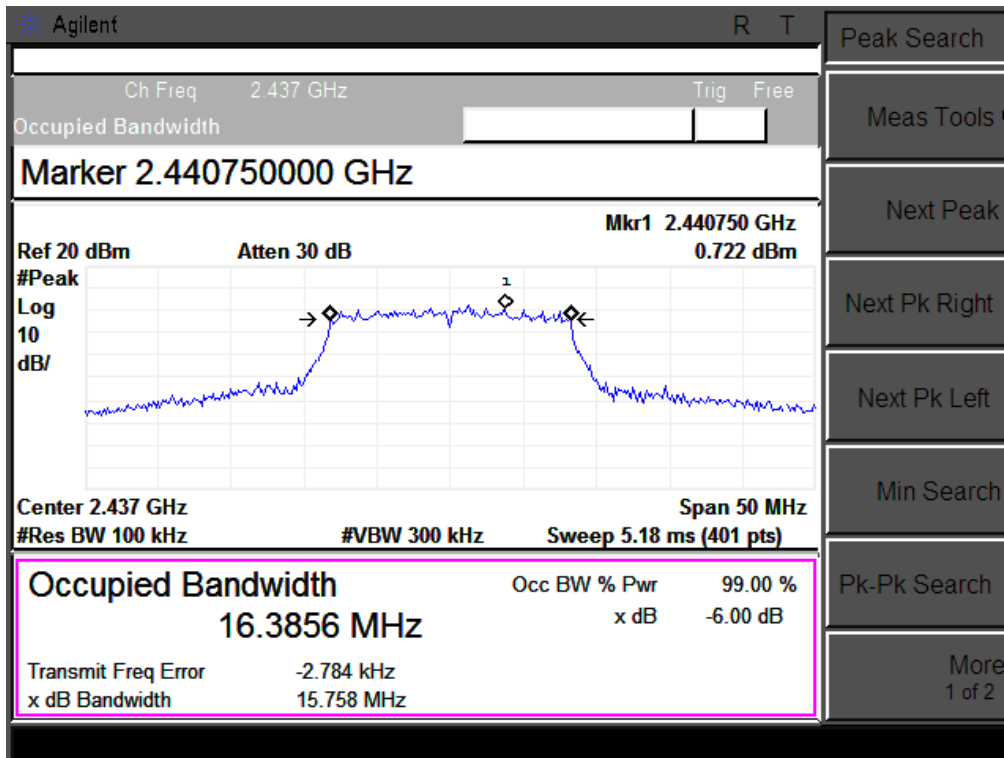 Agilent R T
Ch Freq 2.437 GHz Trig Free
Occupied Bandwidth
Marker 2.440750000 GHz
Mkr1 2.440750 GHz
Ref 20 dBm Atten 30 dB 0.722 dBm
#Peak
Log
10
dB/
1
Center 2.437 GHz Span 50 MHz
#Res BW 100 kHz #VBW 300 kHz Sweep 5.18 ms (401 pts)
Occupied Bandwidth Occ BW % Pwr 99.00 %
16.3856 MHz x dB -6.00 dB
Transmit Freq Error -2.784 kHz
x dB Bandwidth 15.758 MHz
Peak Search
Meas Tools
Next Peak
Next Pk Right
Next Pk Left
Min Search
Pk-Pk Search
More
1 of 2